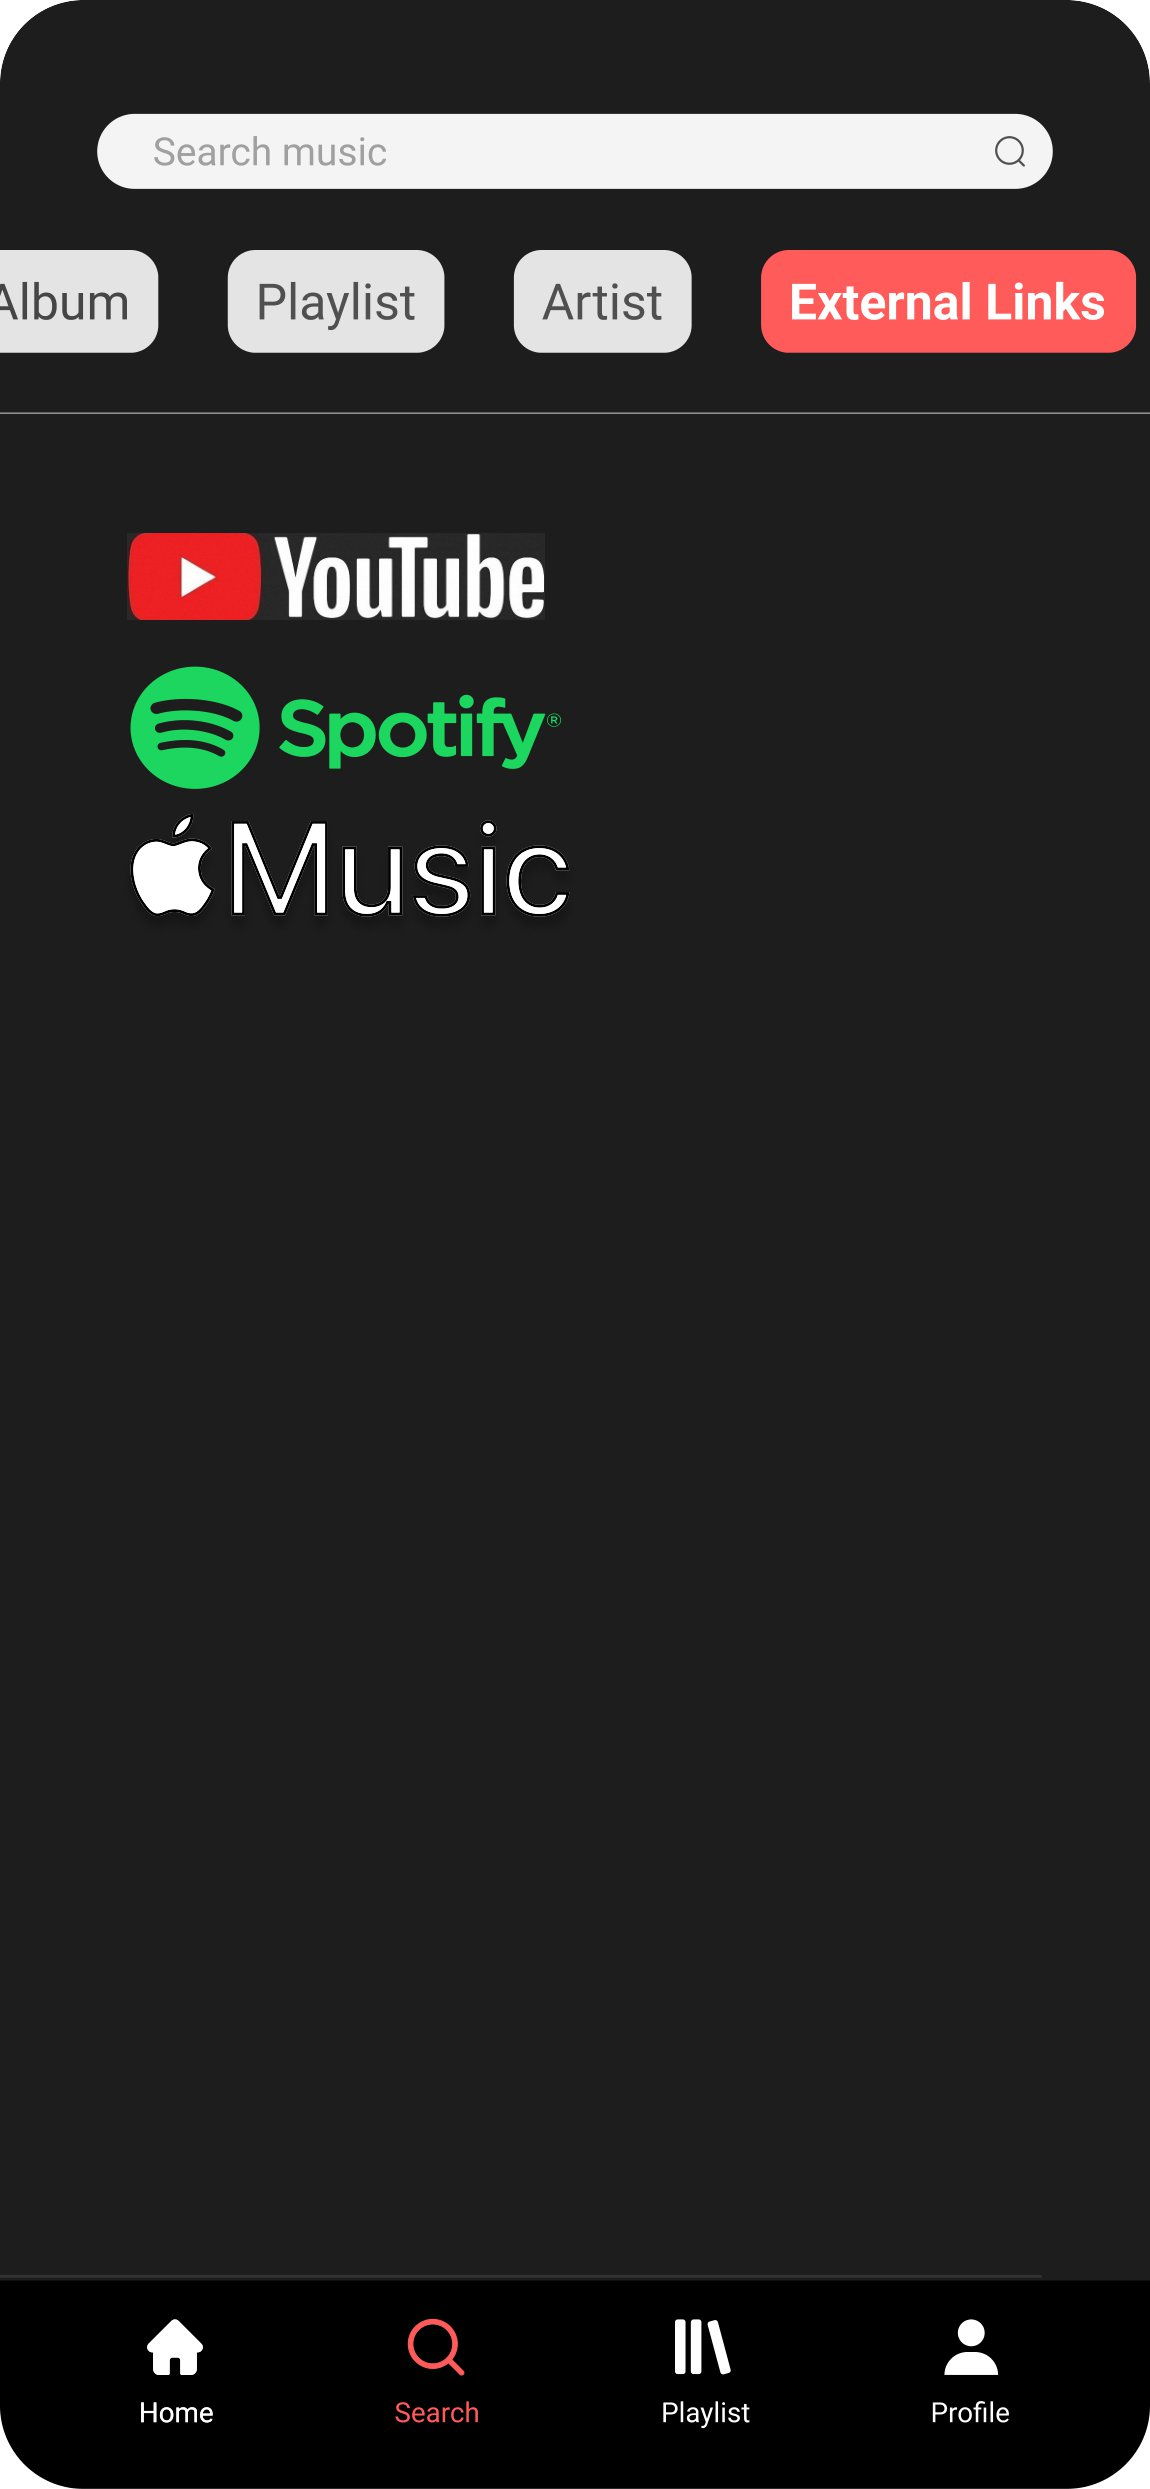 Search music
Album Playlist Artist External Links
YouTube
Spotify®
Music
Home Search Playlist Profile